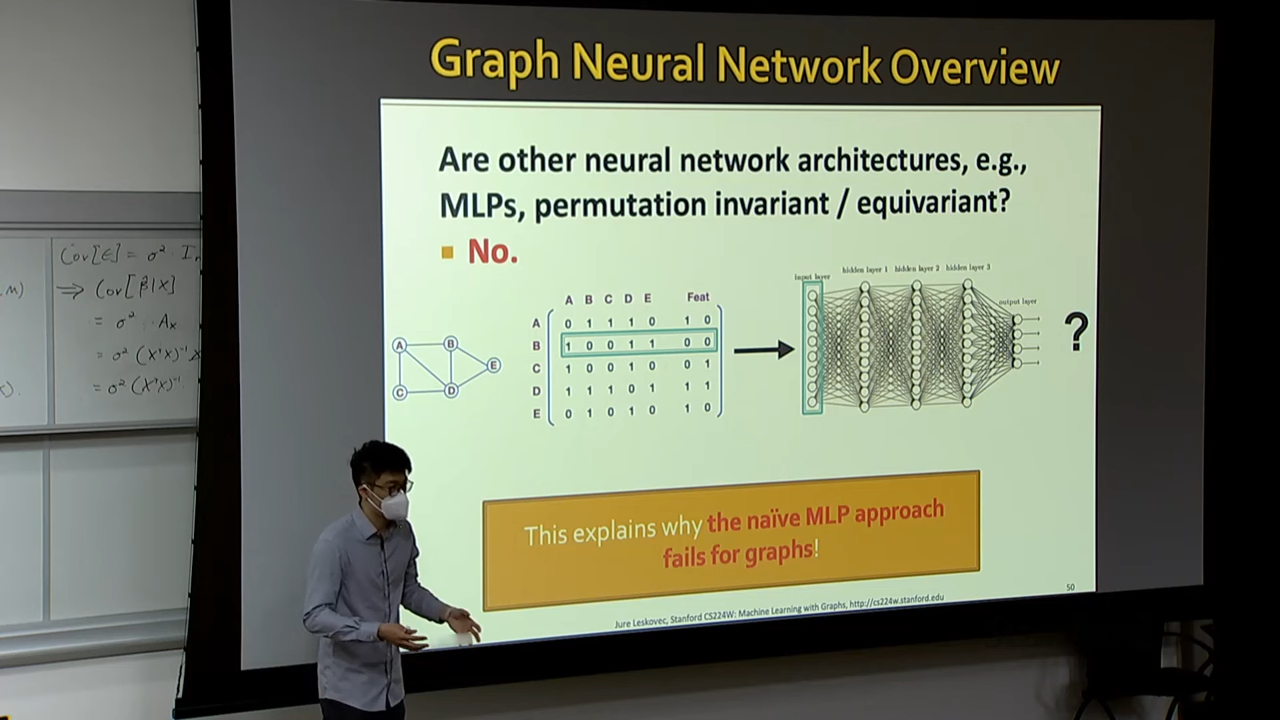 Graph Neural Network Overview
Are other neural network architectures, e.g.,
MLPs, permutation invariant / equivariant?
No.
A B C D E Feat
A 0 1 1 1 0 1 0
B 1 0 0 1 1 0 0
C 1 0 0 1 0 0 1
D 1 1 1 0 1 1 1
E 0 1 0 1 0 1 0
A B
E
C D
input layer
hidden layer 1 hidden layer 2 hidden layer 3
output layer
?
This explains why the naïve MLP approach
fails for graphs!
50
Jure Leskovec, Stanford CS224W: Machine Learning with Graphs, http://cs224w.stanford.edu
Cov[ϵ] = σ² · I
⇒ Cov[β̂|X]
= σ² · Aₓ
= σ² (X'X)⁻¹
= σ² (X'X)⁻¹